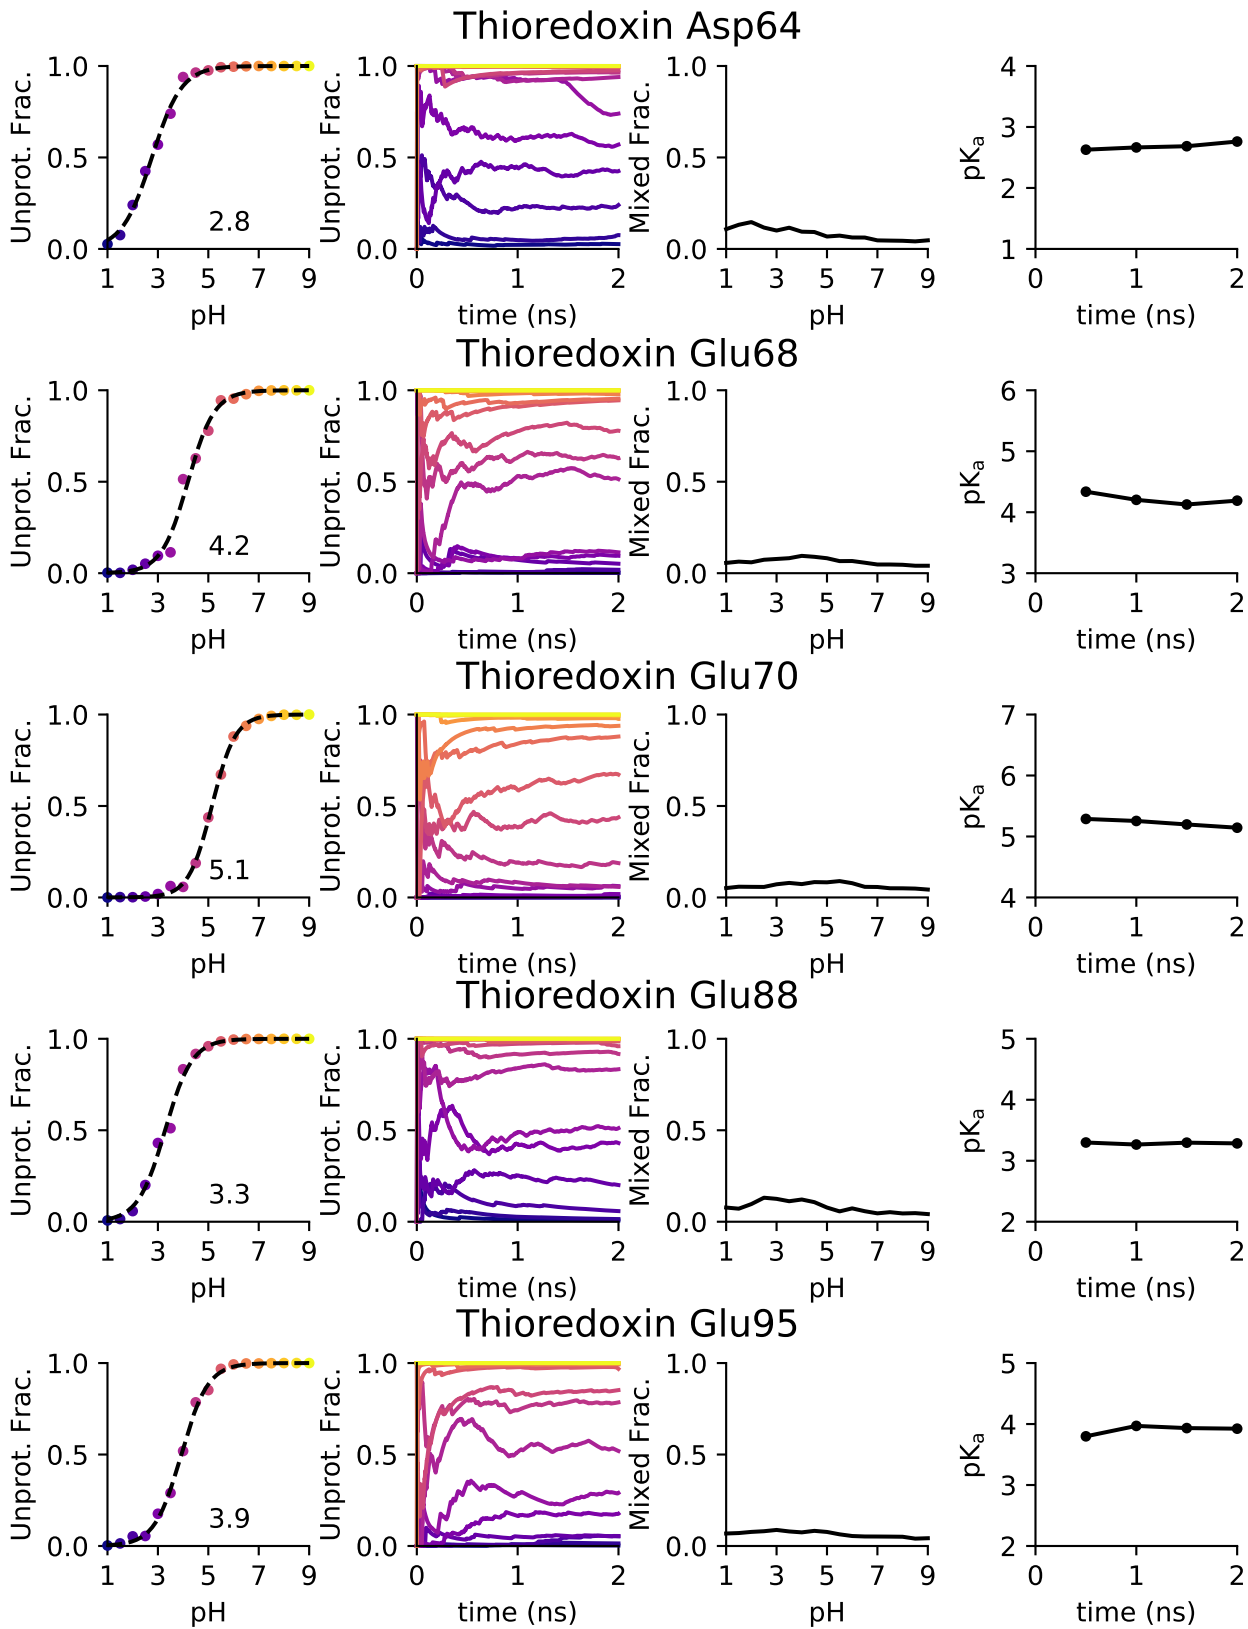 Thioredoxin Asp64
Unprot. Frac.
1.0
0.5
0.0
2.8
1 3 5 7 9
pH
Unprot. Frac.
1.0
0.5
0.0
0 1 2
time (ns)
Mixed Frac.
1.0
0.5
0.0
1 3 5 7 9
pH
pKa
4
3
2
1
0 1 2
time (ns)
Thioredoxin Glu68
Unprot. Frac.
1.0
0.5
0.0
4.2
1 3 5 7 9
pH
Unprot. Frac.
1.0
0.5
0.0
0 1 2
time (ns)
Mixed Frac.
1.0
0.5
0.0
1 3 5 7 9
pH
pKa
6
5
4
3
0 1 2
time (ns)
Thioredoxin Glu70
Unprot. Frac.
1.0
0.5
0.0
5.1
1 3 5 7 9
pH
Unprot. Frac.
1.0
0.5
0.0
0 1 2
time (ns)
Mixed Frac.
1.0
0.5
0.0
1 3 5 7 9
pH
pKa
7
6
5
4
0 1 2
time (ns)
Thioredoxin Glu88
Unprot. Frac.
1.0
0.5
0.0
3.3
1 3 5 7 9
pH
Unprot. Frac.
1.0
0.5
0.0
0 1 2
time (ns)
Mixed Frac.
1.0
0.5
0.0
1 3 5 7 9
pH
pKa
5
4
3
2
0 1 2
time (ns)
Thioredoxin Glu95
Unprot. Frac.
1.0
0.5
0.0
3.9
1 3 5 7 9
pH
Unprot. Frac.
1.0
0.5
0.0
0 1 2
time (ns)
Mixed Frac.
1.0
0.5
0.0
1 3 5 7 9
pH
pKa
5
4
3
2
0 1 2
time (ns)